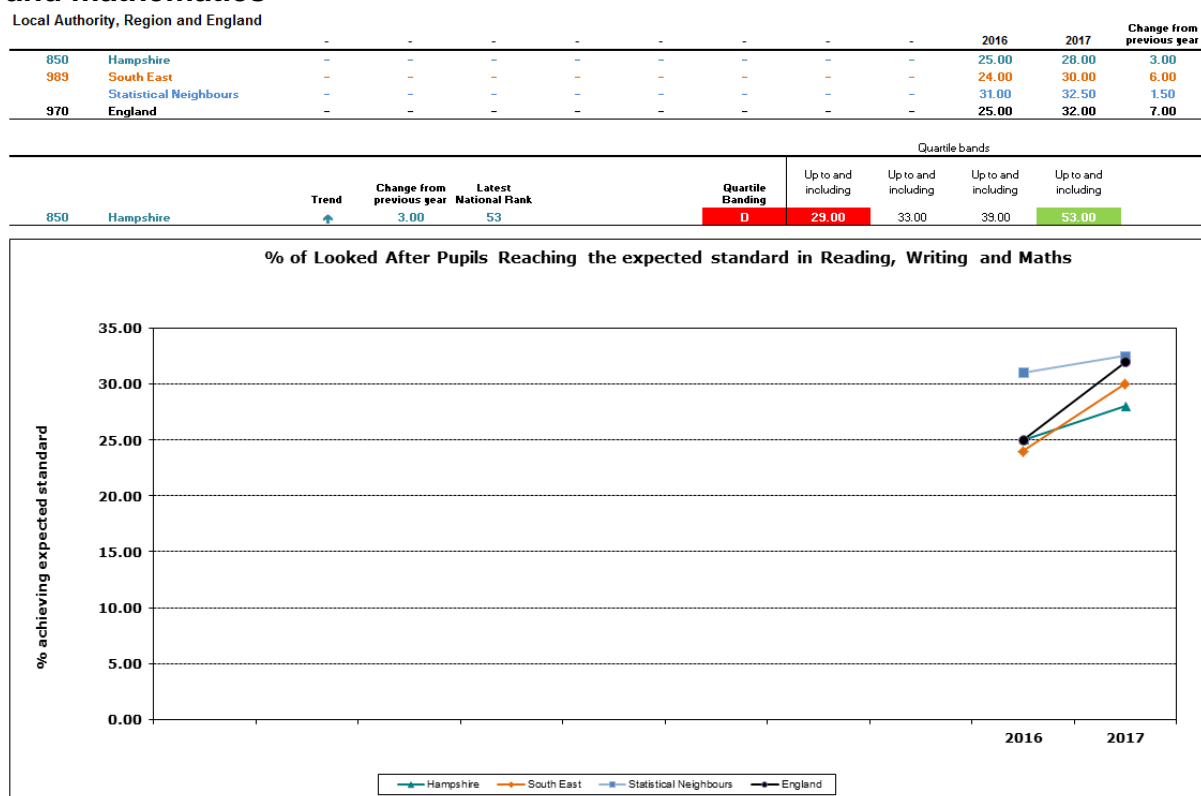 and mathematics
Local Authority, Region and England
- - - - - - - - 2016 2017 Change from previous year
850 Hampshire - - - - - - - - 25.00 28.00 3.00
989 South East - - - - - - - - 24.00 30.00 6.00
Statistical Neighbours - - - - - - - - 31.00 32.50 1.50
970 England - - - - - - - - 25.00 32.00 7.00
Quartile bands
Trend Change from previous year Latest National Rank Quartile Banding Up to and including Up to and including Up to and including Up to and including
850 Hampshire ↑ 3.00 53 D 29.00 33.00 39.00 53.00
% of Looked After Pupils Reaching the expected standard in Reading, Writing and Maths
% achieving expected standard
35.00
30.00
25.00
20.00
15.00
10.00
5.00
0.00
2016 2017
Hampshire South East Statistical Neighbours England